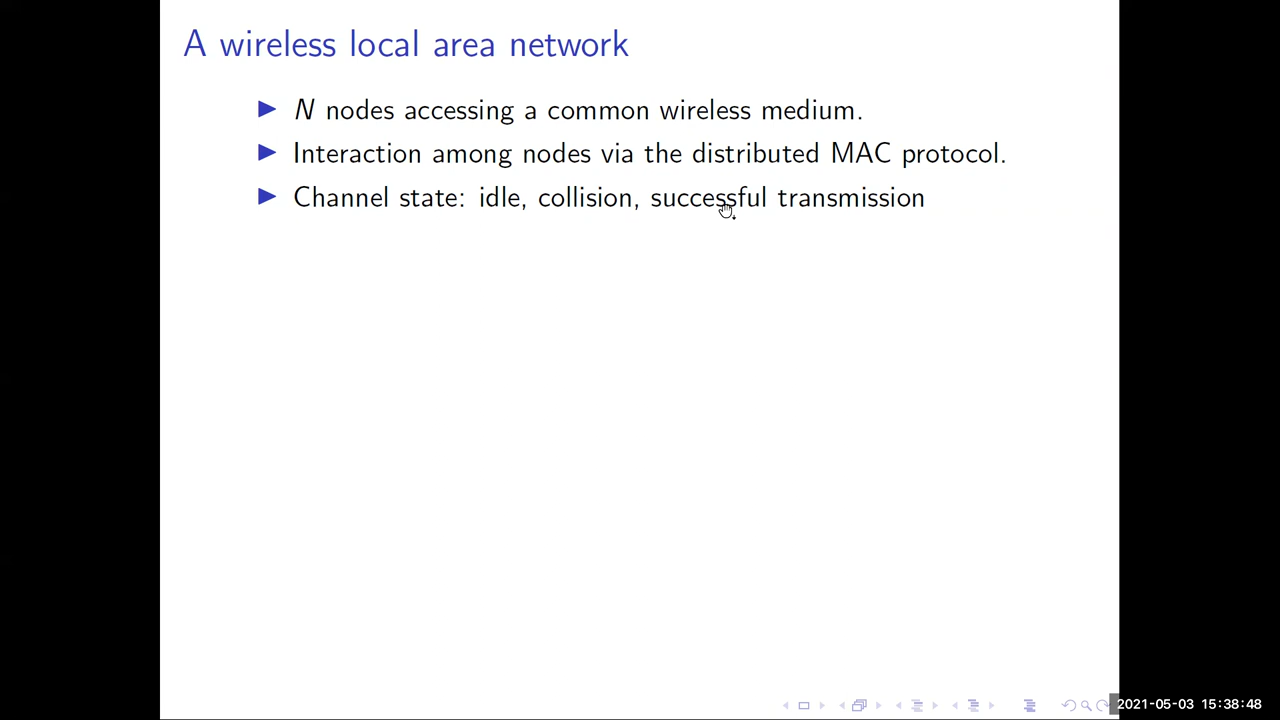 A wireless local area network
N nodes accessing a common wireless medium.
Interaction among nodes via the distributed MAC protocol.
Channel state: idle, collision, successful transmission
2021-05-03 15:38:48